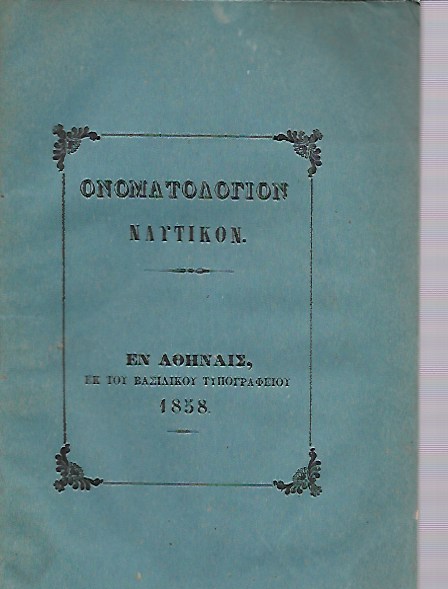 ΟΝΟΜΑΤΟΛΟΓΙΟΝ
ΝΑΥΤΙΚΟΝ.
ΕΝ ΑΘΗΝΑΙΣ,
ΕΚ ΤΟΥ ΒΑΣΙΛΙΚΟΥ ΤΥΠΟΓΡΑΦΕΙΟΥ
1858.